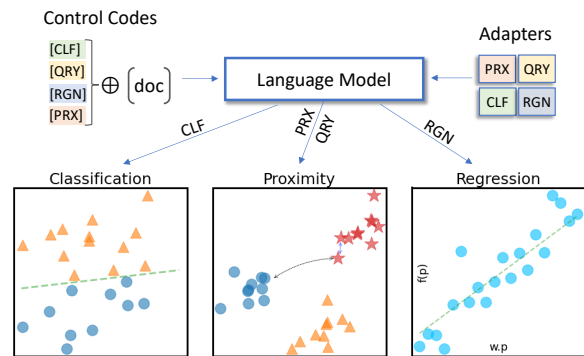 Control Codes
[CLF]
[QRY]
[RGN]
[PRX]
⊕ [doc]
Language Model
Adapters
PRX QRY
CLF RGN
CLF
PRX
QRY
RGN
Classification
Proximity
Regression
f(p)
w.p